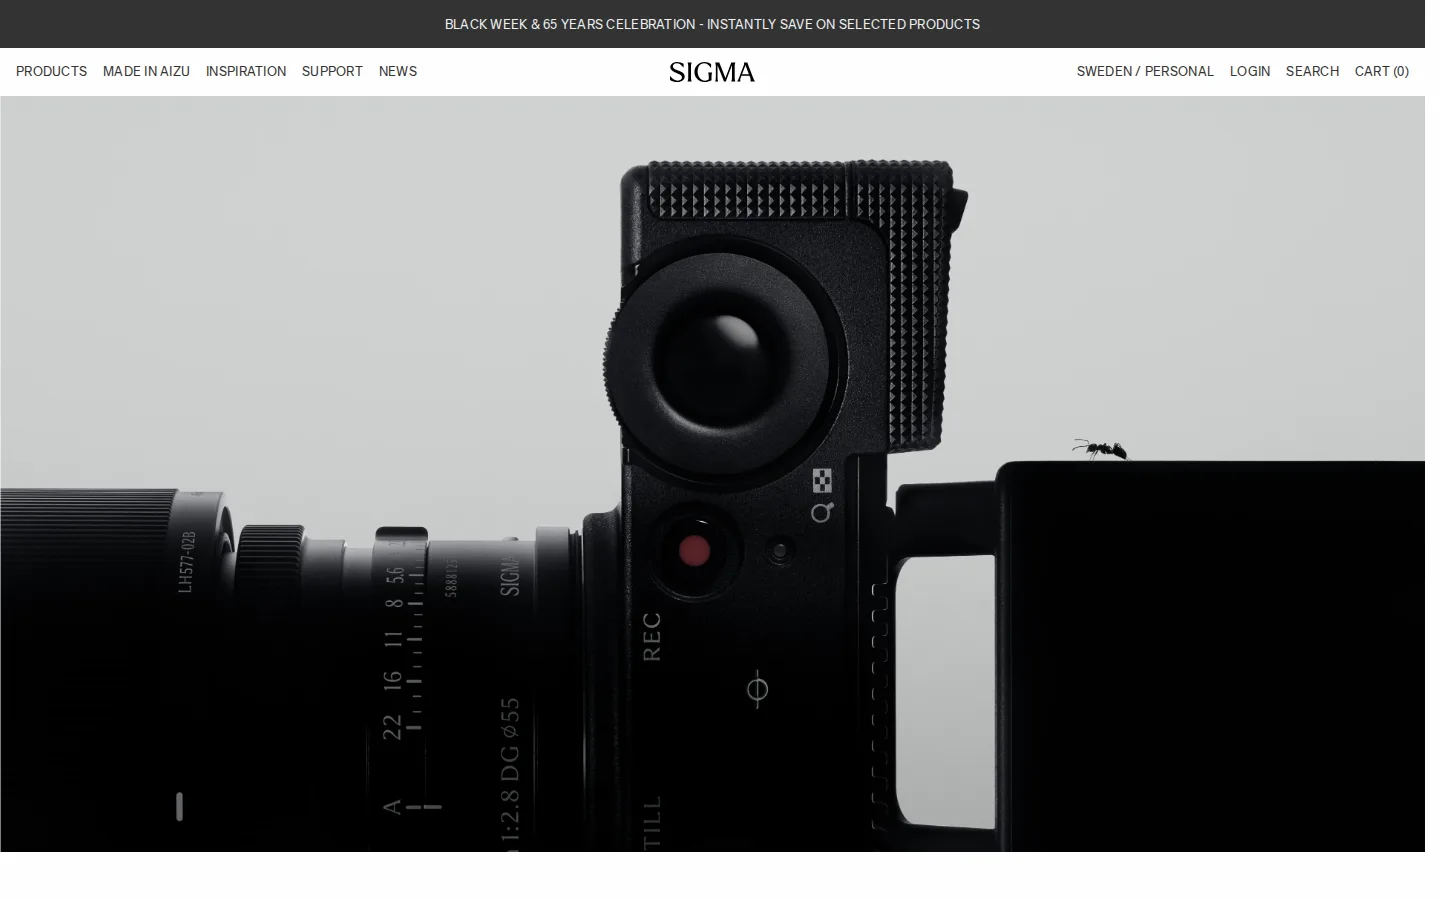 BLACK WEEK & 65 YEARS CELEBRATION - INSTANTLY SAVE ON SELECTED PRODUCTS
PRODUCTS MADE IN AIZU INSPIRATION SUPPORT NEWS
SIGMA
SWEDEN / PERSONAL LOGIN SEARCH CART (0)
LH577-02B
5.6
8
11
16
22
A
SIGMA
1:2.8 DG ⌀55
REC
TILL